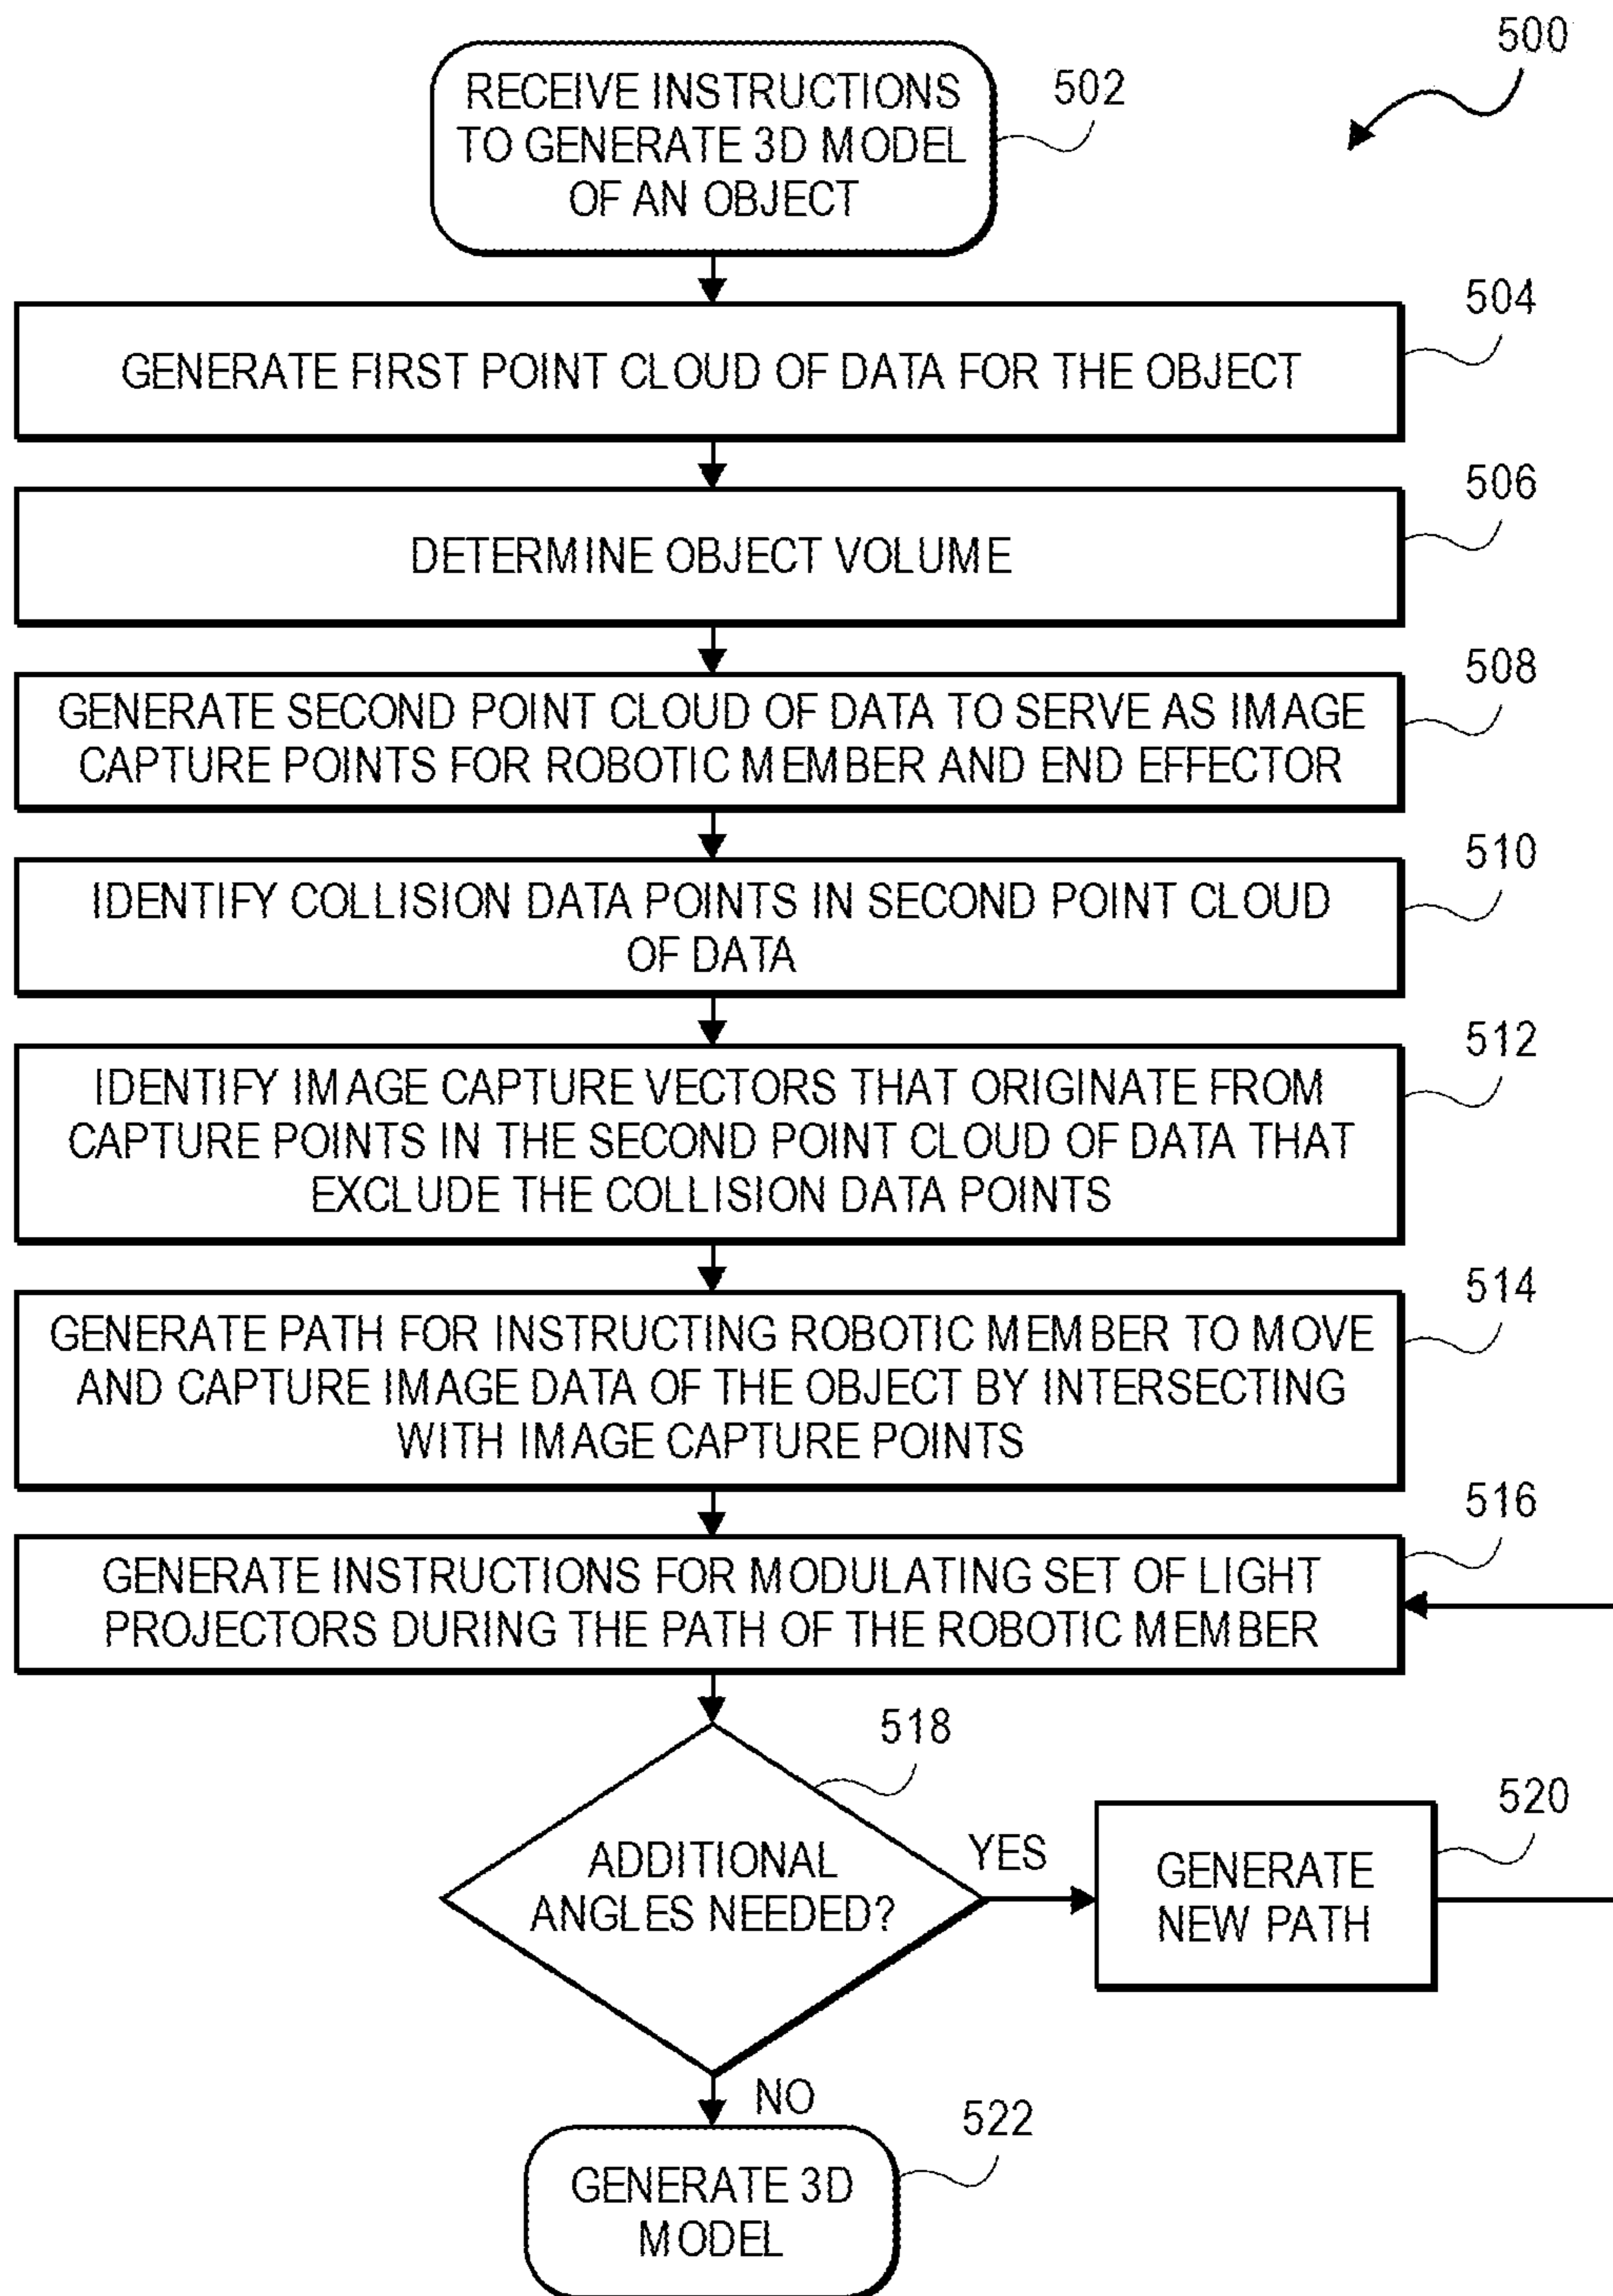 500
RECEIVE INSTRUCTIONS
TO GENERATE 3D MODEL
OF AN OBJECT
502
GENERATE FIRST POINT CLOUD OF DATA FOR THE OBJECT
504
DETERMINE OBJECT VOLUME
506
GENERATE SECOND POINT CLOUD OF DATA TO SERVE AS IMAGE
CAPTURE POINTS FOR ROBOTIC MEMBER AND END EFFECTOR
508
IDENTIFY COLLISION DATA POINTS IN SECOND POINT CLOUD
OF DATA
510
IDENTIFY IMAGE CAPTURE VECTORS THAT ORIGINATE FROM
CAPTURE POINTS IN THE SECOND POINT CLOUD OF DATA THAT
EXCLUDE THE COLLISION DATA POINTS
512
GENERATE PATH FOR INSTRUCTING ROBOTIC MEMBER TO MOVE
AND CAPTURE IMAGE DATA OF THE OBJECT BY INTERSECTING
WITH IMAGE CAPTURE POINTS
514
GENERATE INSTRUCTIONS FOR MODULATING SET OF LIGHT
PROJECTORS DURING THE PATH OF THE ROBOTIC MEMBER
516
ADDITIONAL
ANGLES NEEDED?
518
YES
GENERATE
NEW PATH
520
NO
GENERATE 3D
MODEL
522